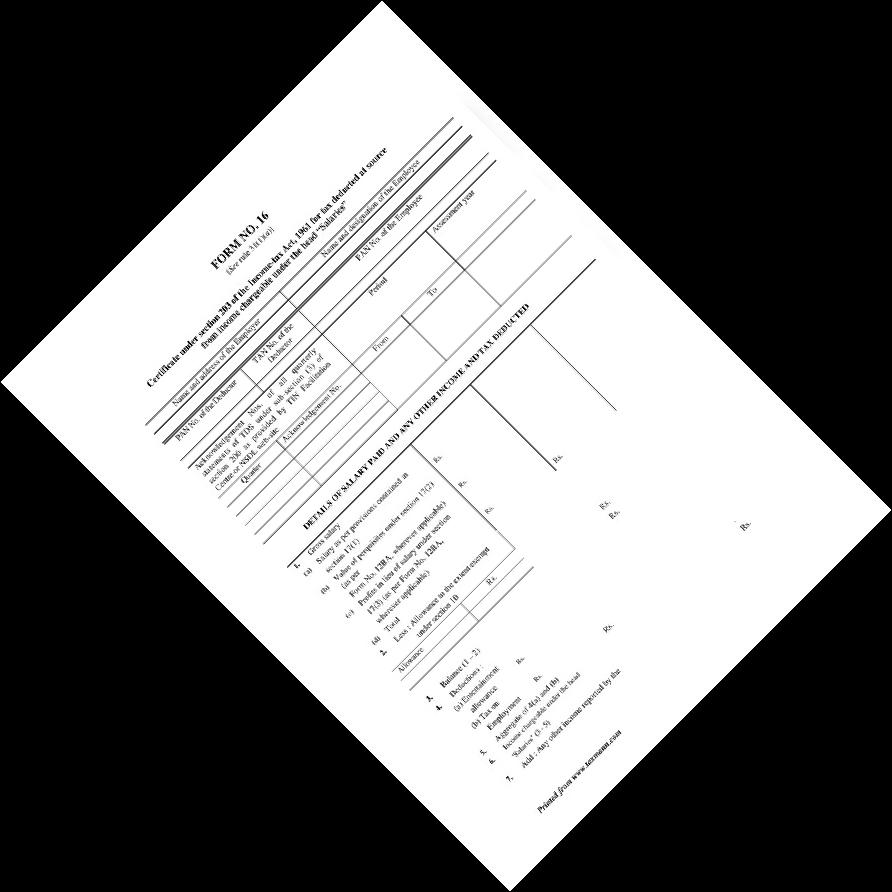 FORM NO. 16
[See rule 31(1)(a)]
Certificate under section 203 of the Income-tax Act, 1961 for tax deducted at source
from income chargeable under the head "Salaries"
Name and address of the Employer Name and designation of the Employee
PAN No. of the Deductor TAN No. of the PAN No. of the Employee
Deductor
Acknowledgement Nos. of all quarterly Period Assessment year
statements of TDS under sub-section (3) of
section 200 as provided by TIN Facilitation
Centre or NSDL web-site
Quarter Acknowledgement No. From To
DETAILS OF SALARY PAID AND ANY OTHER INCOME AND TAX DEDUCTED
1. Gross salary
(a) Salary as per provisions contained in Rs.
section 17(1)
(b) Value of perquisites under section 17(2) Rs.
(as per
Form No. 12BA, wherever applicable)
(c) Profits in lieu of salary under section Rs.
17(3) (as per Form No. 12BA,
wherever applicable)
(d) Total Rs.
2. Less : Allowance to the extent exempt
under section 10
Allowance Rs.
Rs.
3. Balance (1 – 2) Rs.
4. Deductions :
(a) Entertainment Rs.
allowance
(b) Tax on Rs.
Employment
5. Aggregate of 4(a) and (b) Rs.
6. Income chargeable under the head Rs.
'Salaries' (3 - 5)
7. Add : Any other income reported by the
Printed from www.taxmann.com